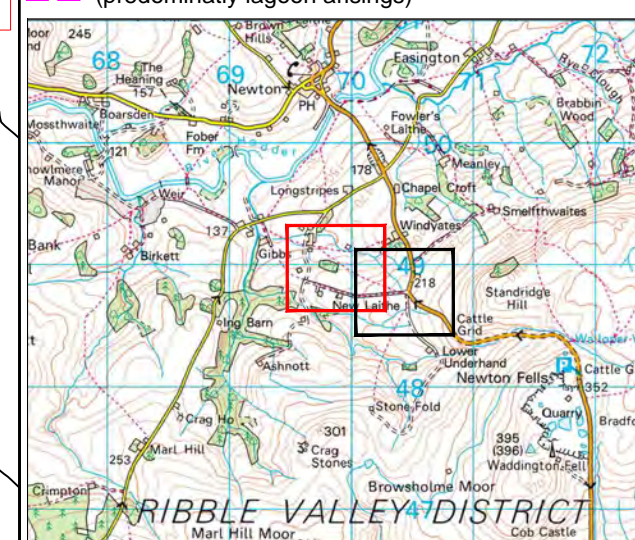 (predominatly lagoon arisings)
245
Brown
Hills
68
The
Heaning
157
69
Newton
PH
70
Easington
71
72
Rye Clough
Brabbin
Wood
Mossthwaite
Boarsden
121
Fober
Fm
River Hodder
Fowler's
Laithe
178
Meanley
Longstripes
Chapel Croft
Smelfthwaites
Weir
Windyates
137
Bank
Birkett
Gibbs
49
218
Standridge
Hill
New Laithe
Ing Barn
Cattle
Grid
Lower
Underhand
Ashnott
Newton Fells
P
Cattle G
352
48
Stone Fold
Crag Ho
Quarry
Bradfo
301
Crag
Stones
395
(396)
Waddington Fell
Marl Hill
253
Crimpton
Browsholme Moor
47
RIBBLE VALLEY DISTRICT
Marl Hill Moor
Cob Castle